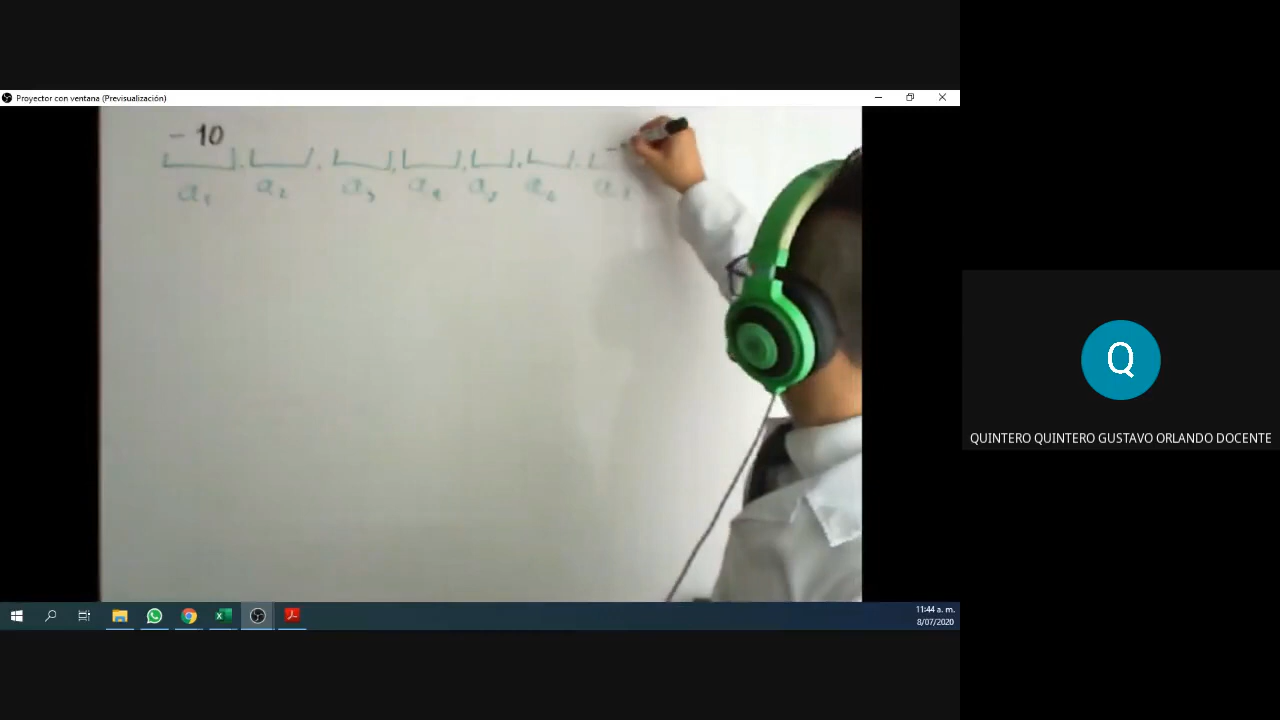 Proyector con ventana (Previsualización)
- 10
a₁ a₂ a₃ a₄ a₅ a₆ a₇
Q
QUINTERO QUINTERO GUSTAVO ORLANDO DOCENTE
11:44 a. m.
8/07/2020